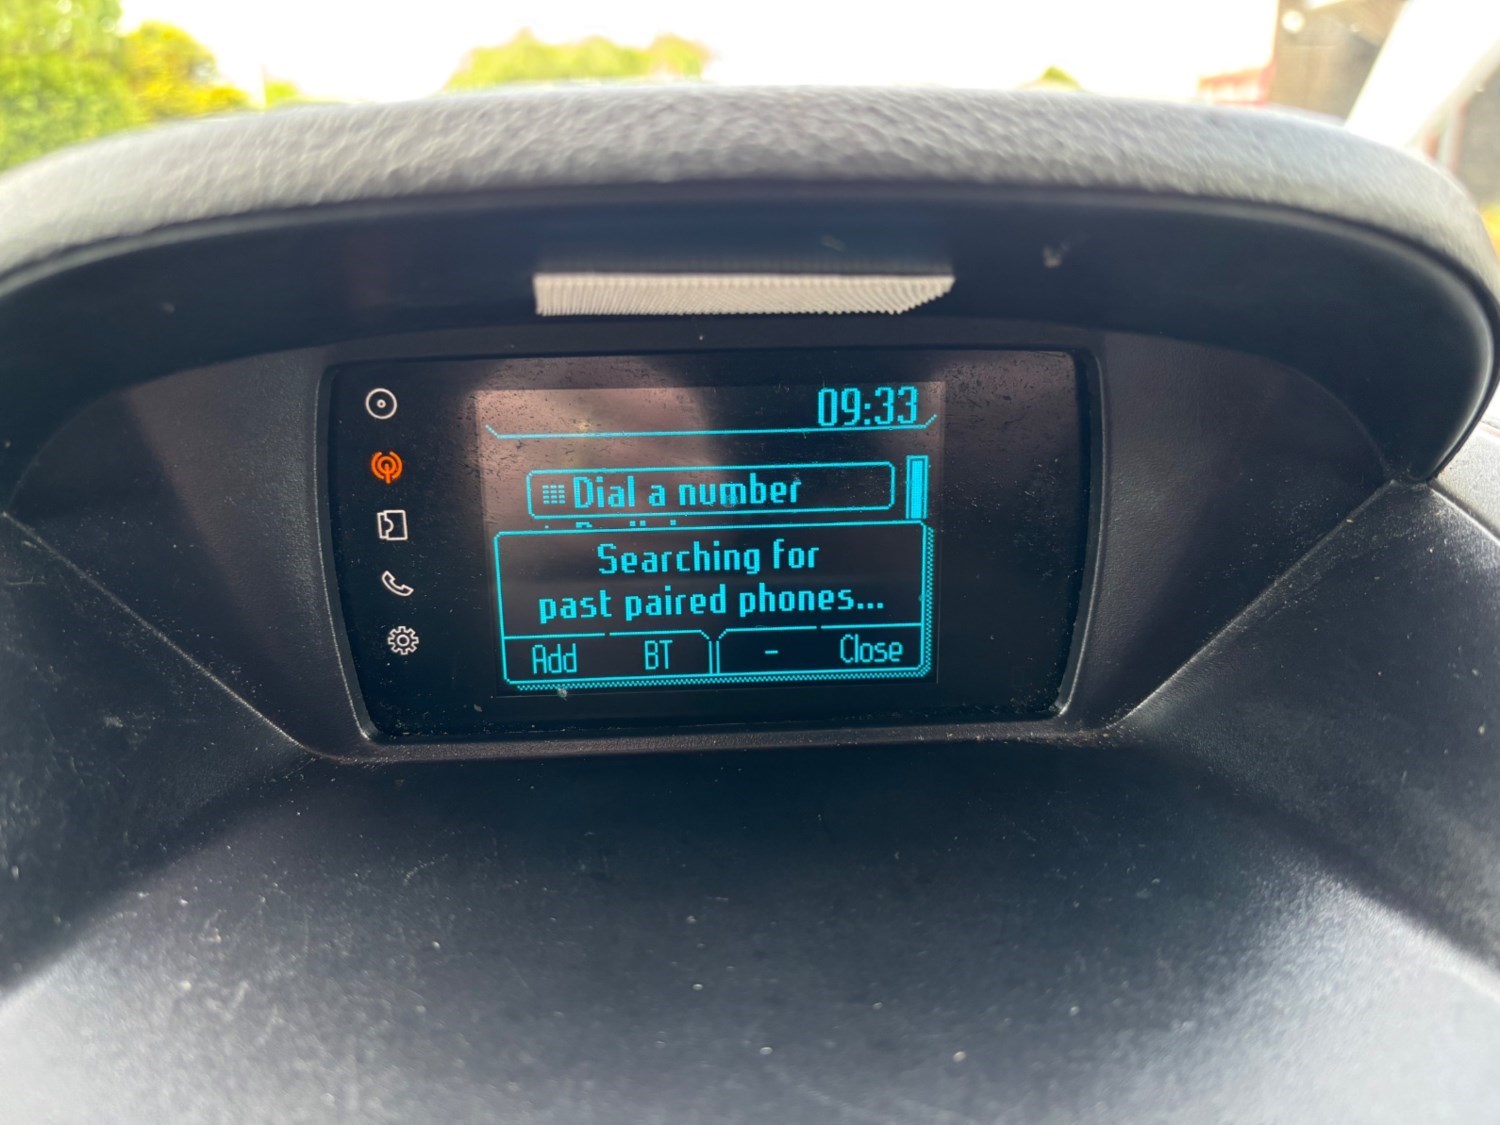 09:33
Dial a number
Searching for
past paired phones...
Add BT - Close